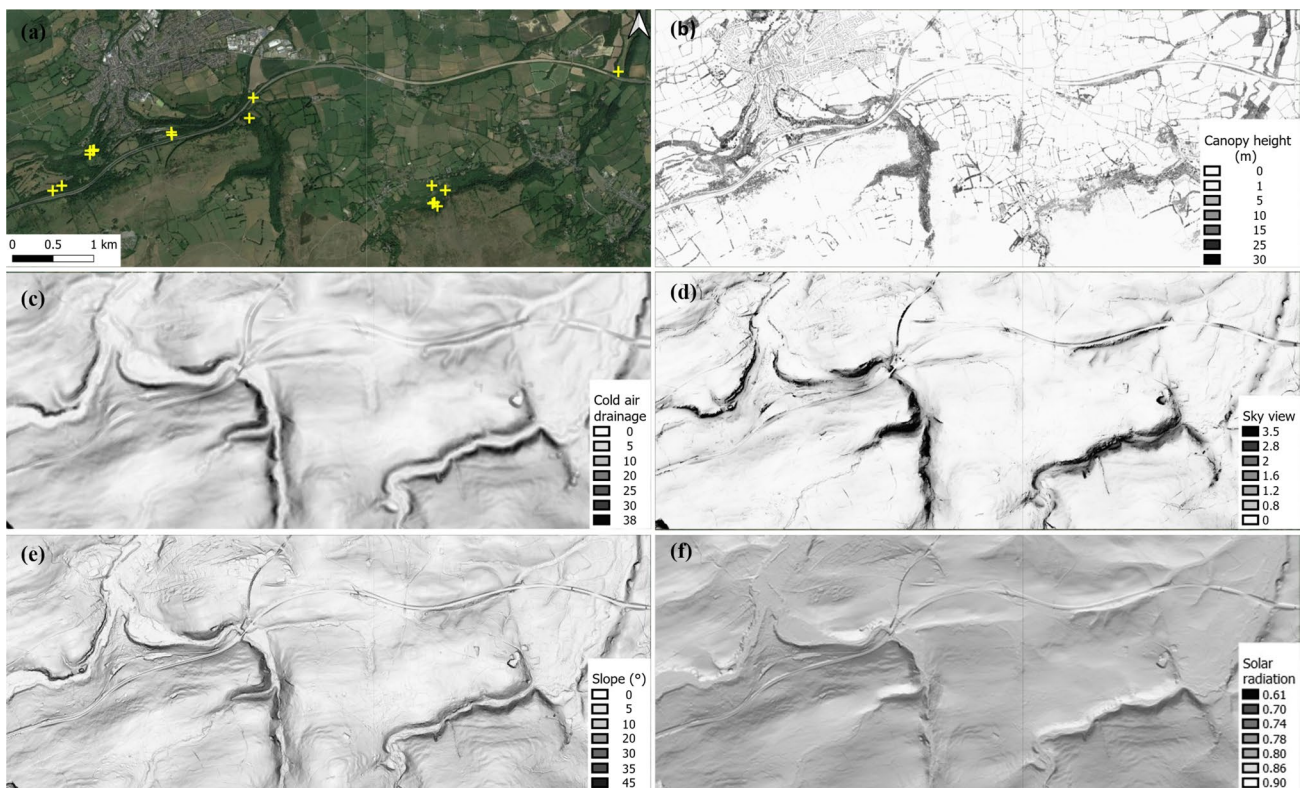 (a)
0 0.5 1 km
(b)
Canopy height
(m)
0
1
5
10
15
25
30
(c)
Cold air
drainage
0
5
10
20
25
30
38
(d)
Sky view
3.5
2.8
2
1.6
1.2
0.8
0
(e)
Slope (°)
0
5
10
20
30
35
45
(f)
Solar
radiation
0.61
0.70
0.74
0.78
0.80
0.86
0.90